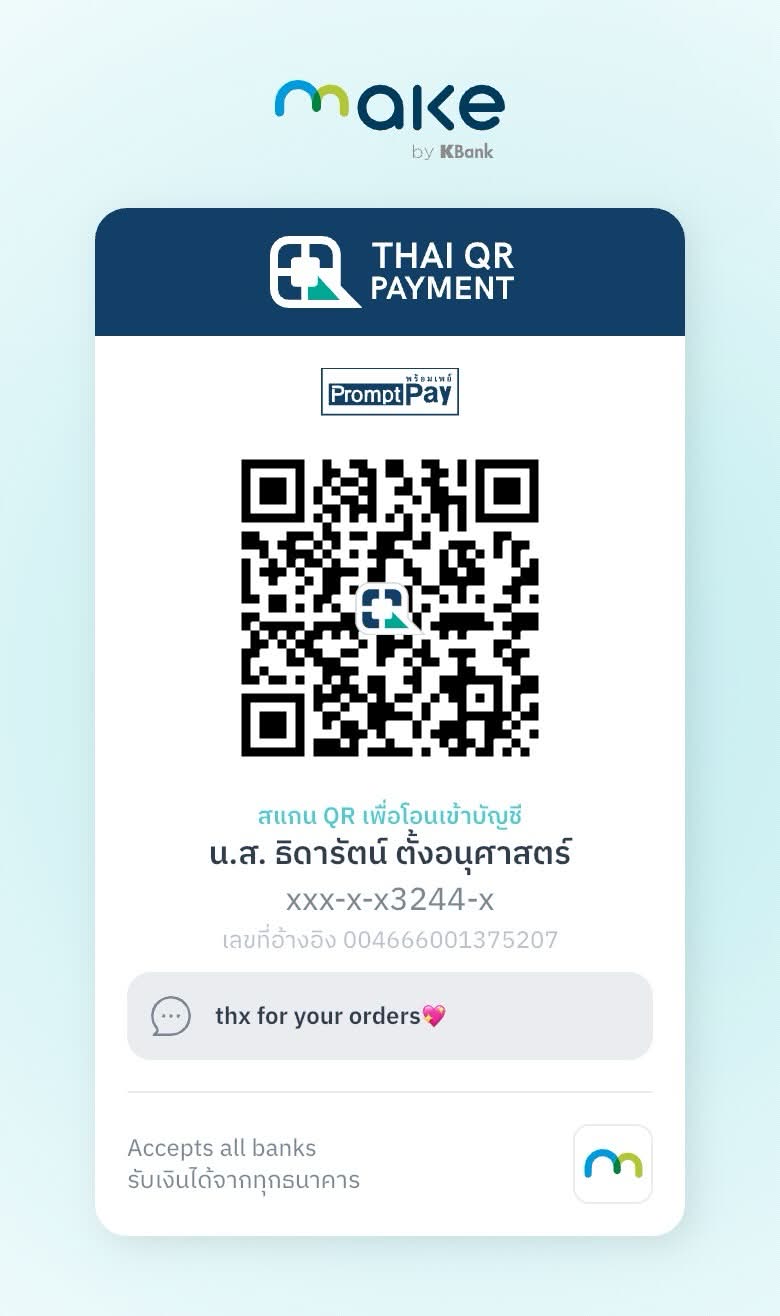 make
by KBank
THAI QR
PAYMENT
พร้อมเพย์
PromptPay
สแกน QR เพื่อโอนเข้าบัญชี
น.ส. ธิดารัตน์ ตั้งอนุศาสตร์
xxx-x-x3244-x
เลขที่อ้างอิง 004666001375207
thx for your orders💖
Accepts all banks
รับเงินได้จากทุกธนาคาร